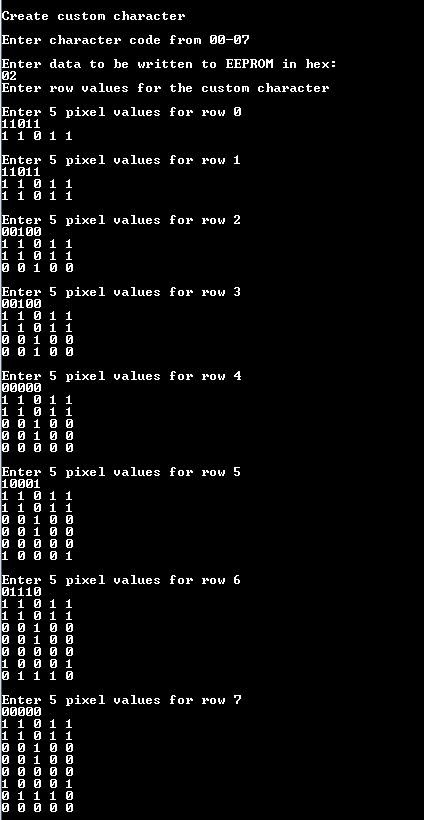 Create custom character
Enter character code from 00-07
Enter data to be written to EEPROM in hex:
02
Enter row values for the custom character
Enter 5 pixel values for row 0
11011
1 1 0 1 1
Enter 5 pixel values for row 1
11011
1 1 0 1 1
1 1 0 1 1
Enter 5 pixel values for row 2
00100
1 1 0 1 1
1 1 0 1 1
0 0 1 0 0
Enter 5 pixel values for row 3
00100
1 1 0 1 1
1 1 0 1 1
0 0 1 0 0
0 0 1 0 0
Enter 5 pixel values for row 4
00000
1 1 0 1 1
1 1 0 1 1
0 0 1 0 0
0 0 1 0 0
0 0 0 0 0
Enter 5 pixel values for row 5
10001
1 1 0 1 1
1 1 0 1 1
0 0 1 0 0
0 0 1 0 0
0 0 0 0 0
1 0 0 0 1
Enter 5 pixel values for row 6
01110
1 1 0 1 1
1 1 0 1 1
0 0 1 0 0
0 0 1 0 0
0 0 0 0 0
1 0 0 0 1
0 1 1 1 0
Enter 5 pixel values for row 7
00000
1 1 0 1 1
1 1 0 1 1
0 0 1 0 0
0 0 1 0 0
0 0 0 0 0
1 0 0 0 1
0 1 1 1 0
0 0 0 0 0